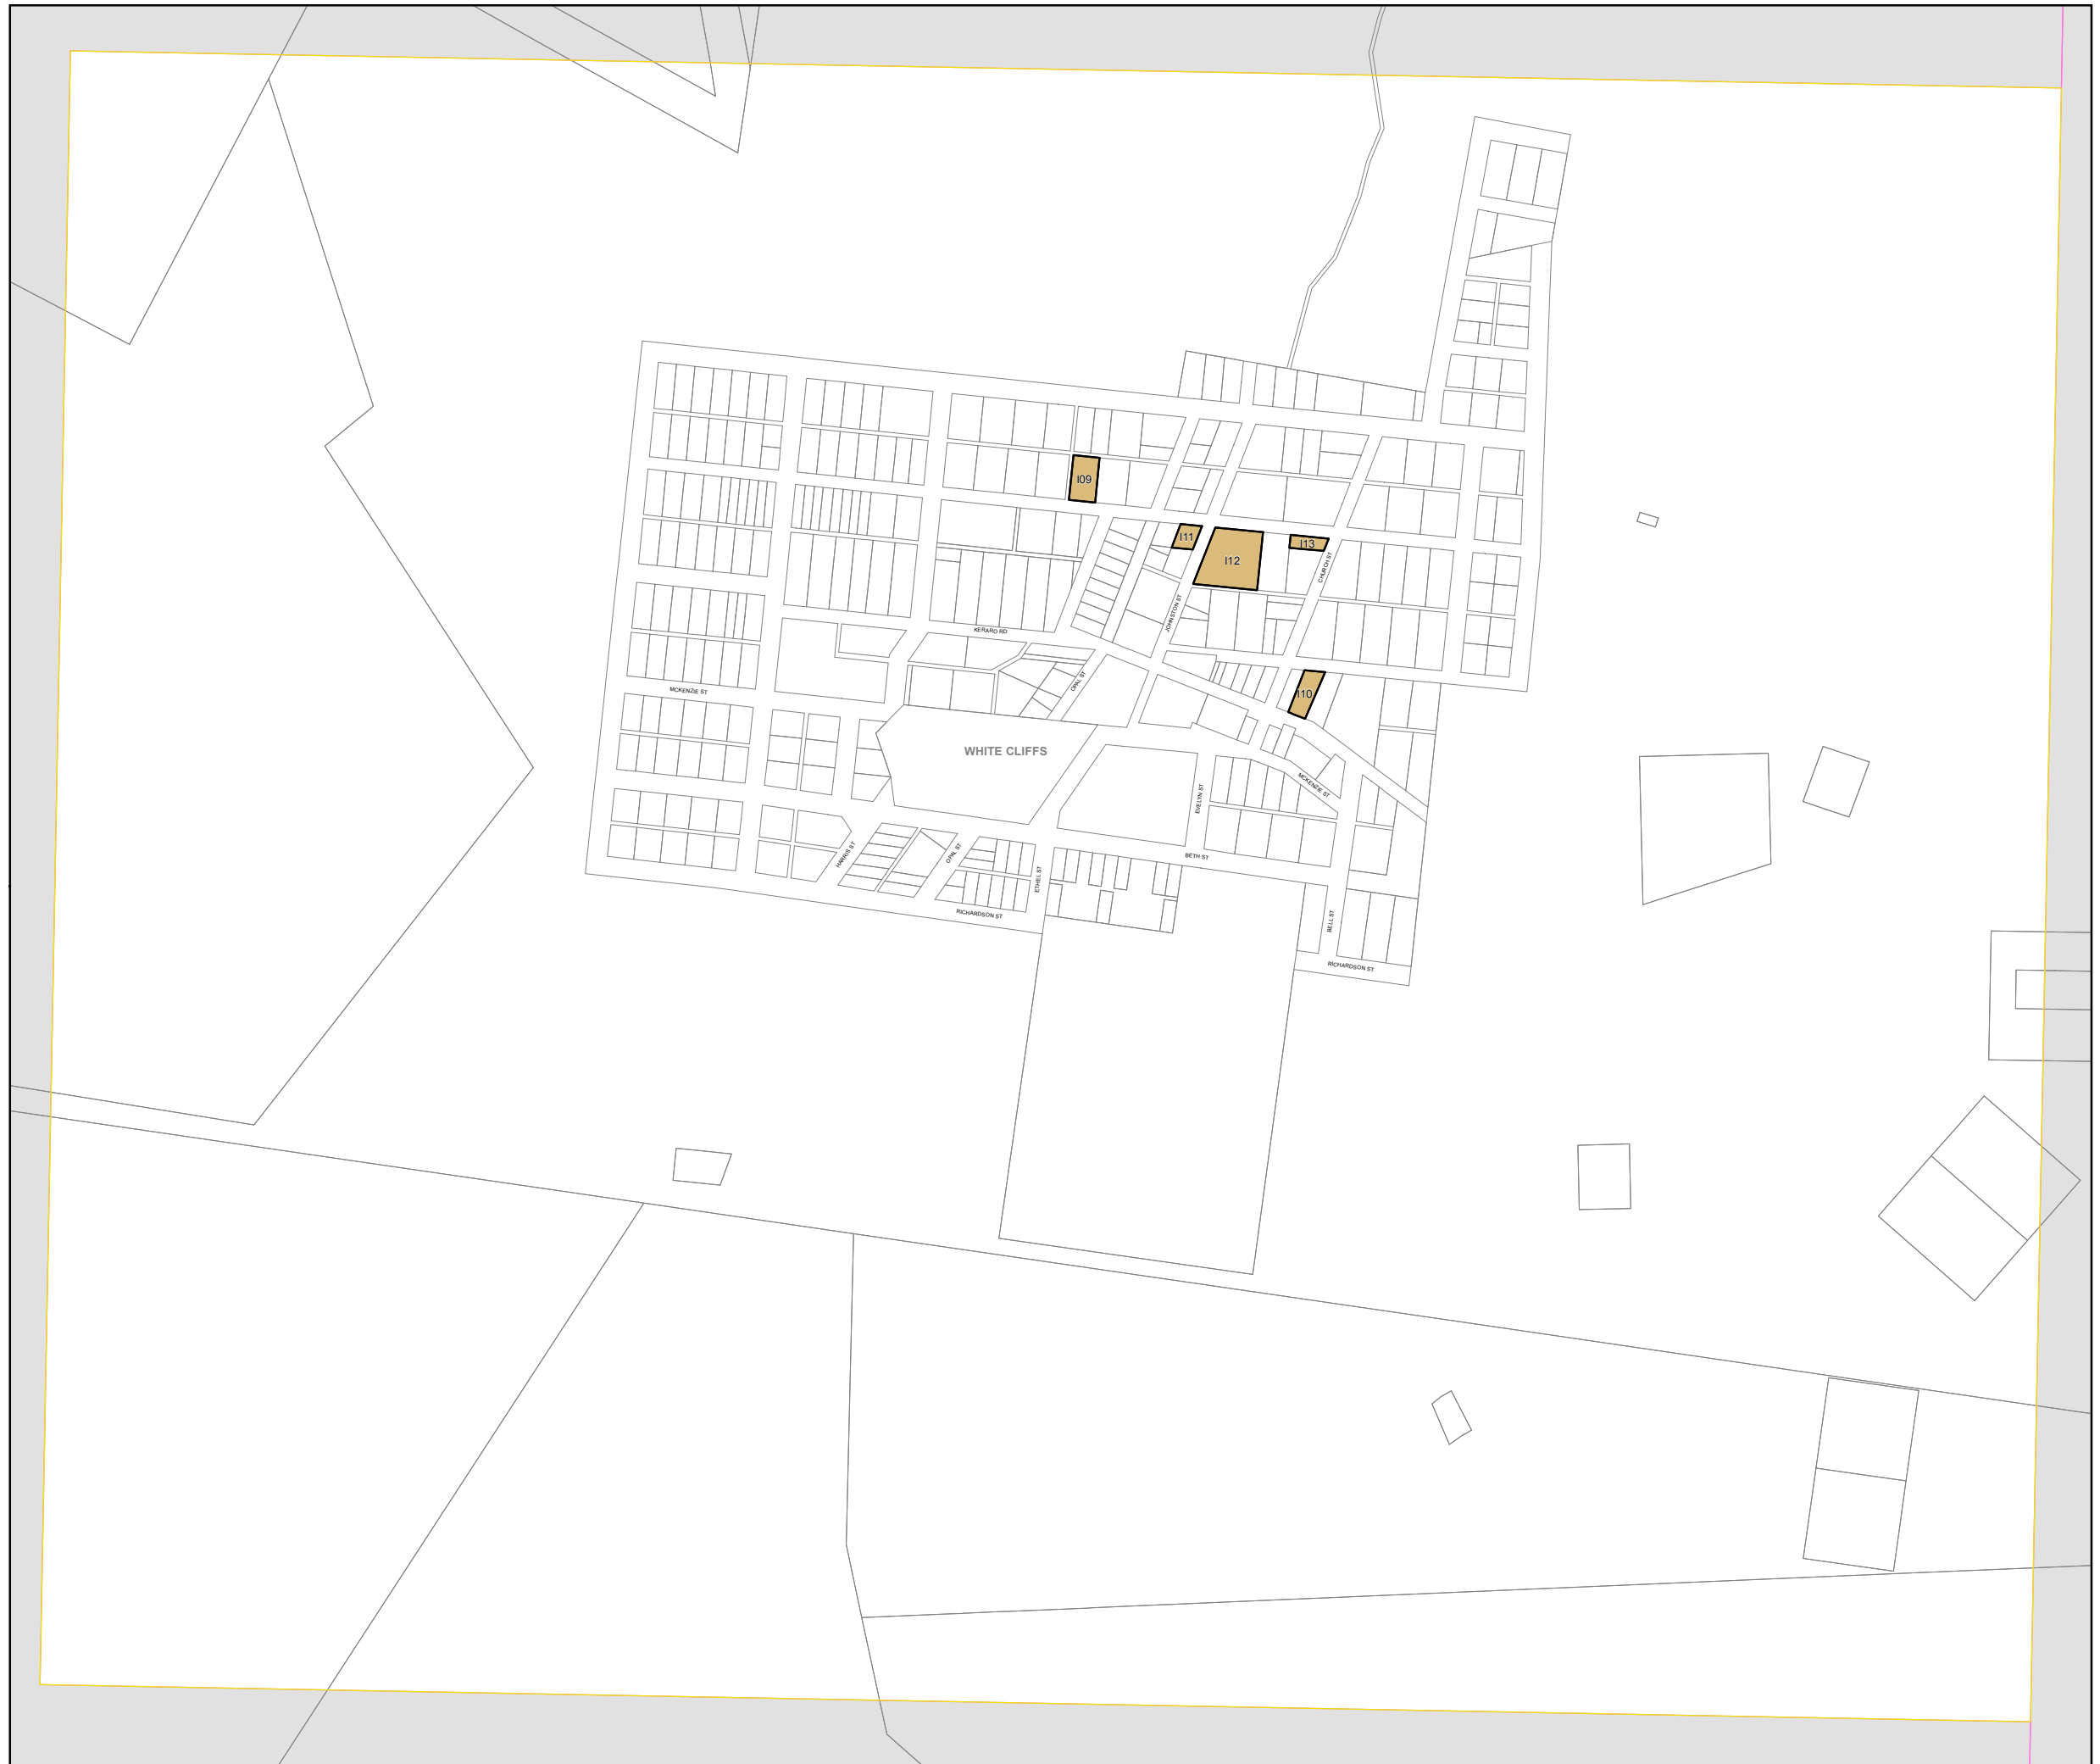 I09
I11
I13
I12
CHURCH ST
JOHNSTON ST
KERARO RD
OPAL ST
MCKENZIE ST
I10
WHITE CLIFFS
MCKENZIE ST
EVELYN ST
HARRIS ST
OPAL ST
BETH ST
ETHEL ST
RICHARDSON ST
BELL ST
RICHARDSON ST